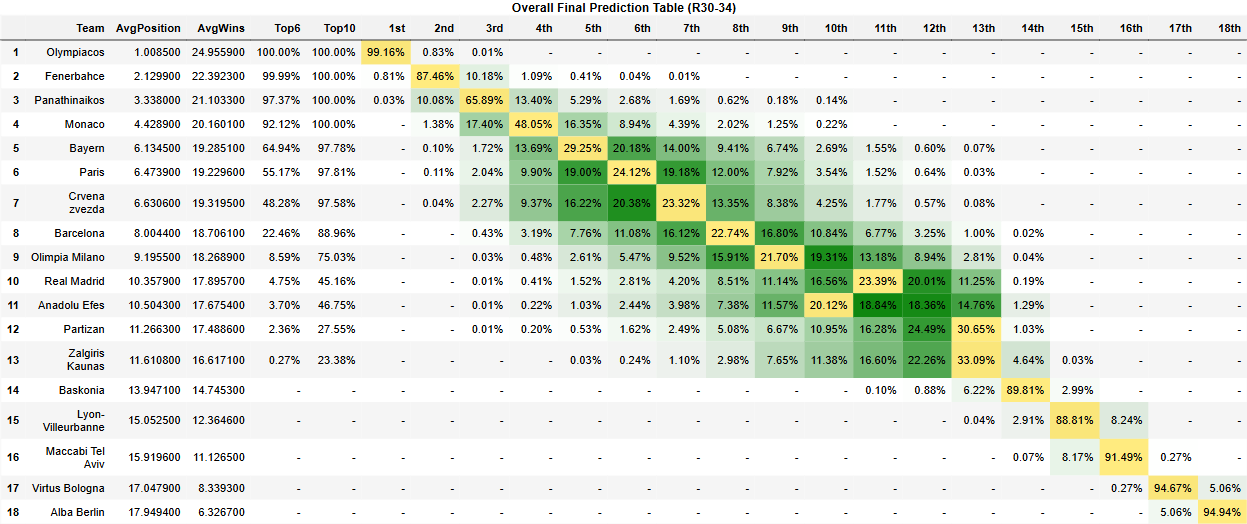 Overall Final Prediction Table (R30-34)
Team AvgPosition AvgWins Top6 Top10 1st 2nd 3rd 4th 5th 6th 7th 8th 9th 10th 11th 12th 13th 14th 15th 16th 17th 18th
1 Olympiacos 1.008500 24.955900 100.00% 100.00% 99.16% 0.83% 0.01% - - - - - - - - - - - - - - -
2 Fenerbahce 2.129900 22.392300 99.99% 100.00% 0.81% 87.46% 10.18% 1.09% 0.41% 0.04% 0.01% - - - - - - - - - - -
3 Panathinaikos 3.338000 21.103300 97.37% 100.00% 0.03% 10.08% 65.89% 13.40% 5.29% 2.68% 1.69% 0.62% 0.18% 0.14% - - - - - - - -
4 Monaco 4.428900 20.160100 92.12% 100.00% - 1.38% 17.40% 48.05% 16.35% 8.94% 4.39% 2.02% 1.25% 0.22% - - - - - - - -
5 Bayern 6.134500 19.285100 64.94% 97.78% - 0.10% 1.72% 13.69% 29.25% 20.18% 14.00% 9.41% 6.74% 2.69% 1.55% 0.60% 0.07% - - - - -
6 Paris 6.473900 19.229600 55.17% 97.81% - 0.11% 2.04% 9.90% 19.00% 24.12% 19.18% 12.00% 7.92% 3.54% 1.52% 0.64% 0.03% - - - - -
7 Crvena
zvezda 6.630600 19.319500 48.28% 97.58% - 0.04% 2.27% 9.37% 16.22% 20.38% 23.32% 13.35% 8.38% 4.25% 1.77% 0.57% 0.08% - - - - -
8 Barcelona 8.004400 18.706100 22.46% 88.96% - - 0.43% 3.19% 7.76% 11.08% 16.12% 22.74% 16.80% 10.84% 6.77% 3.25% 1.00% 0.02% - - - -
9 Olimpia Milano 9.195500 18.268900 8.59% 75.03% - - 0.03% 0.48% 2.61% 5.47% 9.52% 15.91% 21.70% 19.31% 13.18% 8.94% 2.81% 0.04% - - - -
10 Real Madrid 10.357900 17.895700 4.75% 45.16% - - 0.01% 0.41% 1.52% 2.81% 4.20% 8.51% 11.14% 16.56% 23.39% 20.01% 11.25% 0.19% - - - -
11 Anadolu Efes 10.504300 17.675400 3.70% 46.75% - - 0.01% 0.22% 1.03% 2.44% 3.98% 7.38% 11.57% 20.12% 18.84% 18.36% 14.76% 1.29% - - - -
12 Partizan 11.266300 17.488600 2.36% 27.55% - - 0.01% 0.20% 0.53% 1.62% 2.49% 5.08% 6.67% 10.95% 16.28% 24.49% 30.65% 1.03% - - - -
13 Zalgiris
Kaunas 11.610800 16.617100 0.27% 23.38% - - - - 0.03% 0.24% 1.10% 2.98% 7.65% 11.38% 16.60% 22.26% 33.09% 4.64% 0.03% - - -
14 Baskonia 13.947100 14.745300 - - - - - - - - - - - - 0.10% 0.88% 6.22% 89.81% 2.99% - - -
15 Lyon-
Villeurbanne 15.052500 12.364600 - - - - - - - - - - - - - - 0.04% 2.91% 88.81% 8.24% - -
16 Maccabi Tel
Aviv 15.919600 11.126500 - - - - - - - - - - - - - - - 0.07% 8.17% 91.49% 0.27% -
17 Virtus Bologna 17.047900 8.339300 - - - - - - - - - - - - - - - - - 0.27% 94.67% 5.06%
18 Alba Berlin 17.949400 6.326700 - - - - - - - - - - - - - - - - - - 5.06% 94.94%